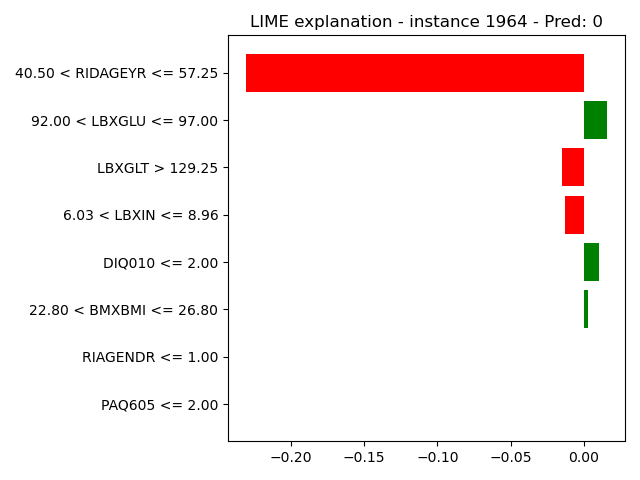 LIME explanation - instance 1964 - Pred: 0
40.50 < RIDAGEYR <= 57.25
92.00 < LBXGLU <= 97.00
LBXGLT > 129.25
6.03 < LBXIN <= 8.96
DIQ010 <= 2.00
22.80 < BMXBMI <= 26.80
RIAGENDR <= 1.00
PAQ605 <= 2.00
−0.20 −0.15 −0.10 −0.05 0.00